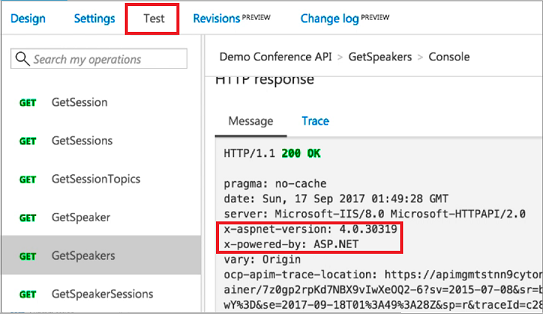 Design Settings Test Revisions PREVIEW Change log PREVIEW
Search my operations
GET GetSession
GET GetSessions
GET GetSessionTopics
GET GetSpeaker
GET GetSpeakers
GET GetSpeakerSessions
Demo Conference API > GetSpeakers > Console
HTTP response
Message Trace
HTTP/1.1 200 OK
pragma: no-cache
date: Sun, 17 Sep 2017 01:49:28 GMT
server: Microsoft-IIS/8.0 Microsoft-HTTPAPI/2.0
x-aspnet-version: 4.0.30319
x-powered-by: ASP.NET
vary: Origin
ocp-apim-trace-location: https://apimgmtstnn9cyton
ainer/7z0gp2rpKd7NBX9vIwXeOQ2-6?sv=2015-07-08&sr=b
wY%3D&se=2017-09-18T01%3A49%3A28Z&sp=r&traceId=c28